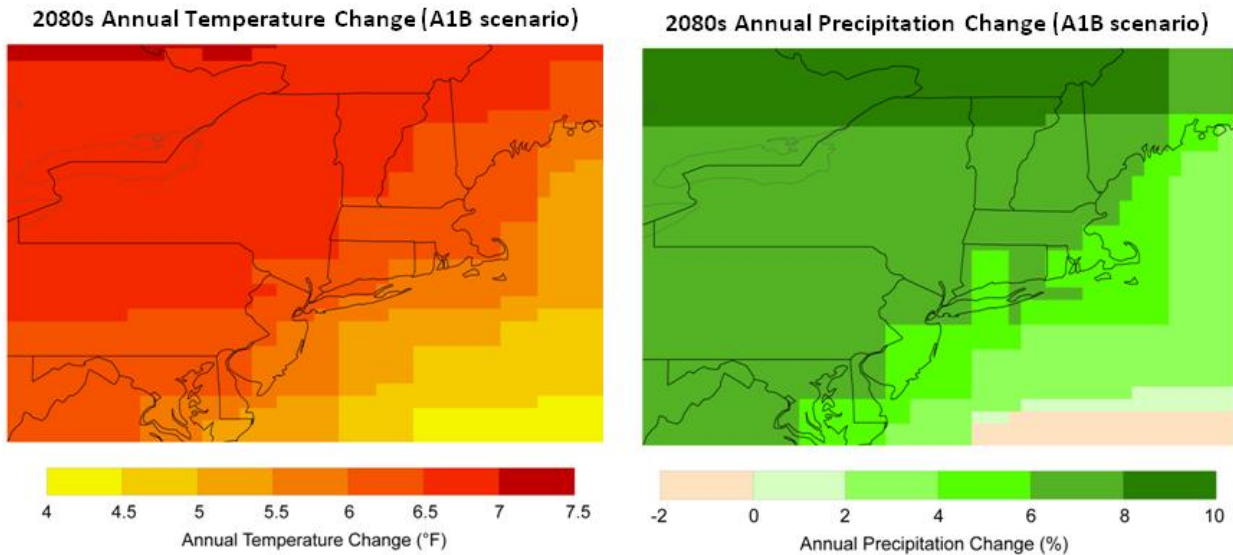 2080s Annual Temperature Change (A1B scenario)
4 4.5 5 5.5 6 6.5 7 7.5
Annual Temperature Change (°F)
2080s Annual Precipitation Change (A1B scenario)
-2 0 2 4 6 8 10
Annual Precipitation Change (%)